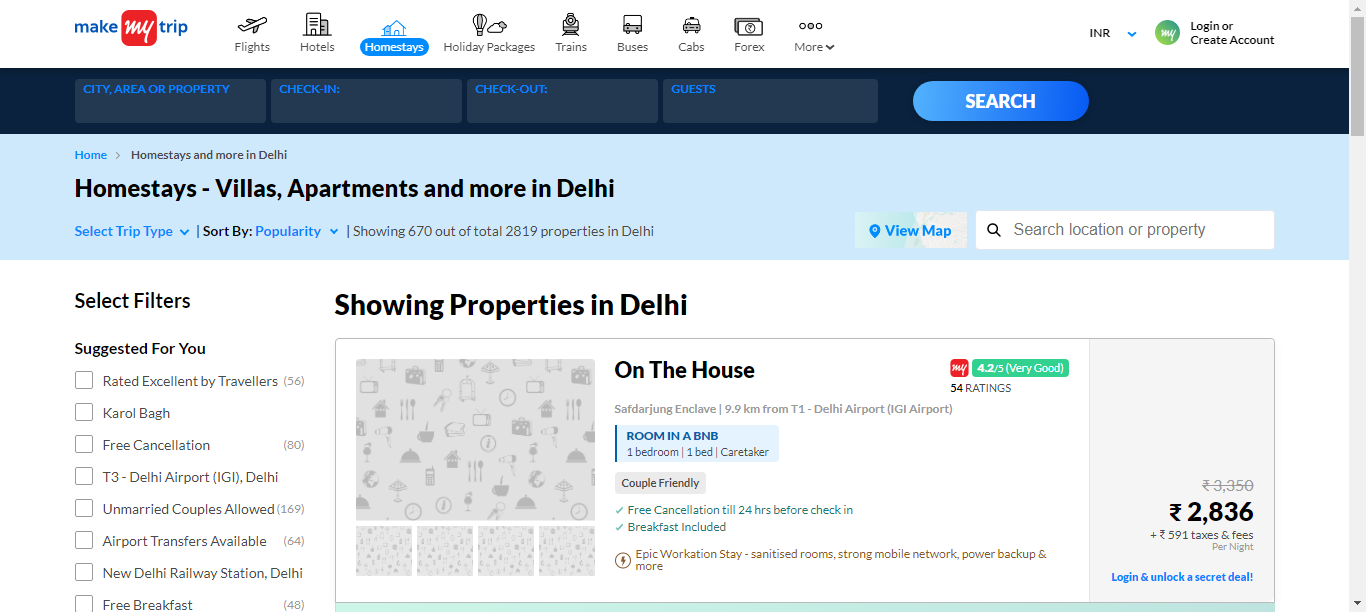 make my trip
Flights
Hotels
Homestays
Holiday Packages
Trains
Buses
Cabs
Forex
More
INR
my
Login or
Create Account
CITY, AREA OR PROPERTY
CHECK-IN:
CHECK-OUT:
GUESTS
SEARCH
Home > Homestays and more in Delhi
Homestays - Villas, Apartments and more in Delhi
Select Trip Type | Sort By: Popularity | Showing 670 out of total 2819 properties in Delhi
View Map
Search location or property
Select Filters
Suggested For You
Rated Excellent by Travellers (56)
Karol Bagh
Free Cancellation (80)
T3 - Delhi Airport (IGI), Delhi
Unmarried Couples Allowed (169)
Airport Transfers Available (64)
New Delhi Railway Station, Delhi
Free Breakfast (48)
Showing Properties in Delhi
On The House
my 4.2/5 (Very Good)
54 RATINGS
Safdarjung Enclave | 9.9 km from T1 - Delhi Airport (IGI Airport)
ROOM IN A BNB
1 bedroom | 1 bed | Caretaker
Couple Friendly
✓ Free Cancellation till 24 hrs before check in
✓ Breakfast Included
Epic Workation Stay - sanitised rooms, strong mobile network, power backup &
more
₹ 3,350
₹ 2,836
+ ₹ 591 taxes & fees
Per Night
Login & unlock a secret deal!